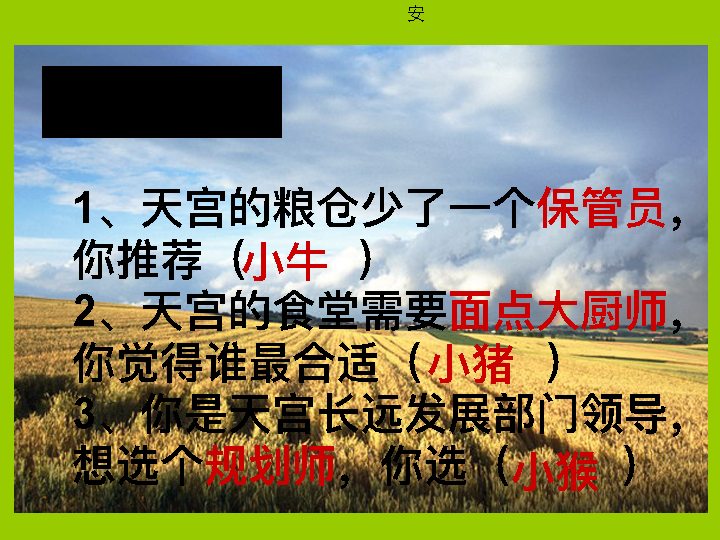 安
1、天宫的粮仓少了一个保管员，
你推荐（小牛 ）
2、天宫的食堂需要面点大厨师，
你觉得谁最合适（小猪 ）
3、你是天宫长远发展部门领导，
想选个规划师，你选（小猴 ）